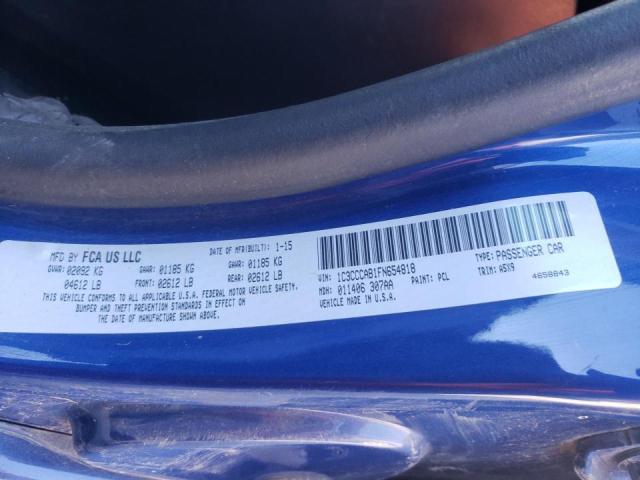 MFD BY: FCA US LLC
DATE OF MFR(BUILT): 1-15
GVWR: 02092 KG
GAWR: 01185 KG
GAWR: 01185 KG
04612 LB
FRONT: 02612 LB
REAR: 02612 LB
THIS VEHICLE CONFORMS TO ALL APPLICABLE U.S.A. FEDERAL MOTOR VEHICLE SAFETY,
BUMPER AND THEFT PREVENTION STANDARDS IN EFFECT ON
THE DATE OF MANUFACTURE SHOWN ABOVE.
VIN: 1C3CCCAB1FN654818
TYPE: PASSENGER CAR
MDH: 011406 307AA
PAINT: PCL
TRIM: A5X9
VEHICLE MADE IN U.S.A.
4658843